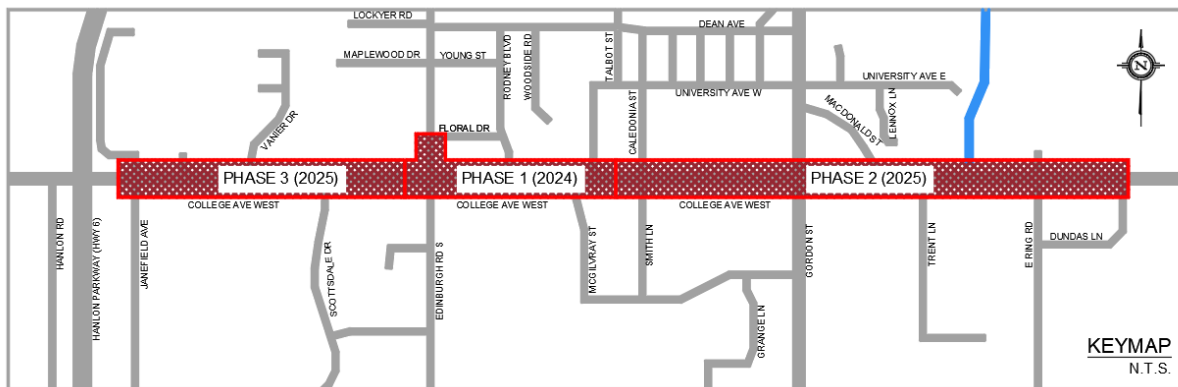 LOCKYER RD
DEAN AVE
MAPLEWOOD DR
YOUNG ST
RODNEY BLVD
WOODSIDE RD
TALBOT ST
UNIVERSITY AVE E
UNIVERSITY AVE W
CALEDONIA ST
MACDONALD ST
LENNOX LN
VANIER DR
FLORAL DR
N
PHASE 3 (2025)
PHASE 1 (2024)
PHASE 2 (2025)
COLLEGE AVE WEST
COLLEGE AVE WEST
COLLEGE AVE WEST
HANLON RD
HANLON PARKWAY (HWY 6)
JANEFIELD AVE
SCOTTSDALE DR
EDINBURGH RD S
MCGILVRAY ST
SMITH LN
GRANGE LN
GORDON ST
TRENT LN
E RING RD
DUNDAS LN
KEYMAP
N.T.S.